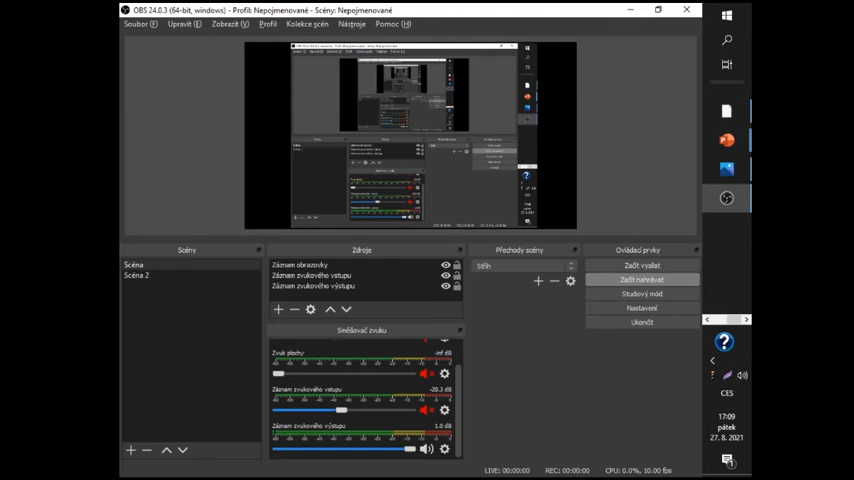 OBS 24.0.3 (64-bit, windows) - Profil: Nepojmenované - Scény: Nepojmenované
Soubor (F) Upravit (E) Zobrazit (V) Profil Kolekce scén Nástroje Pomoc (H)
Scény Zdroje Přechody scény Ovládací prvky
Scéna
Scéna 2
Záznam obrazovky
Záznam zvukového vstupu
Záznam zvukového výstupu
Střih
Začít vysílat
Začít nahrávat
Studiový mód
Nastavení
Ukončit
Směšovač zvuku
Zvuk plochy -inf dB
Záznam zvukového vstupu -28.3 dB
Záznam zvukového výstupu 1.0 dB
LIVE: 00:00:00 REC: 00:00:00 CPU: 0.0%, 10.00 fps
CES
17:09
pátek
27. 8. 2021
1